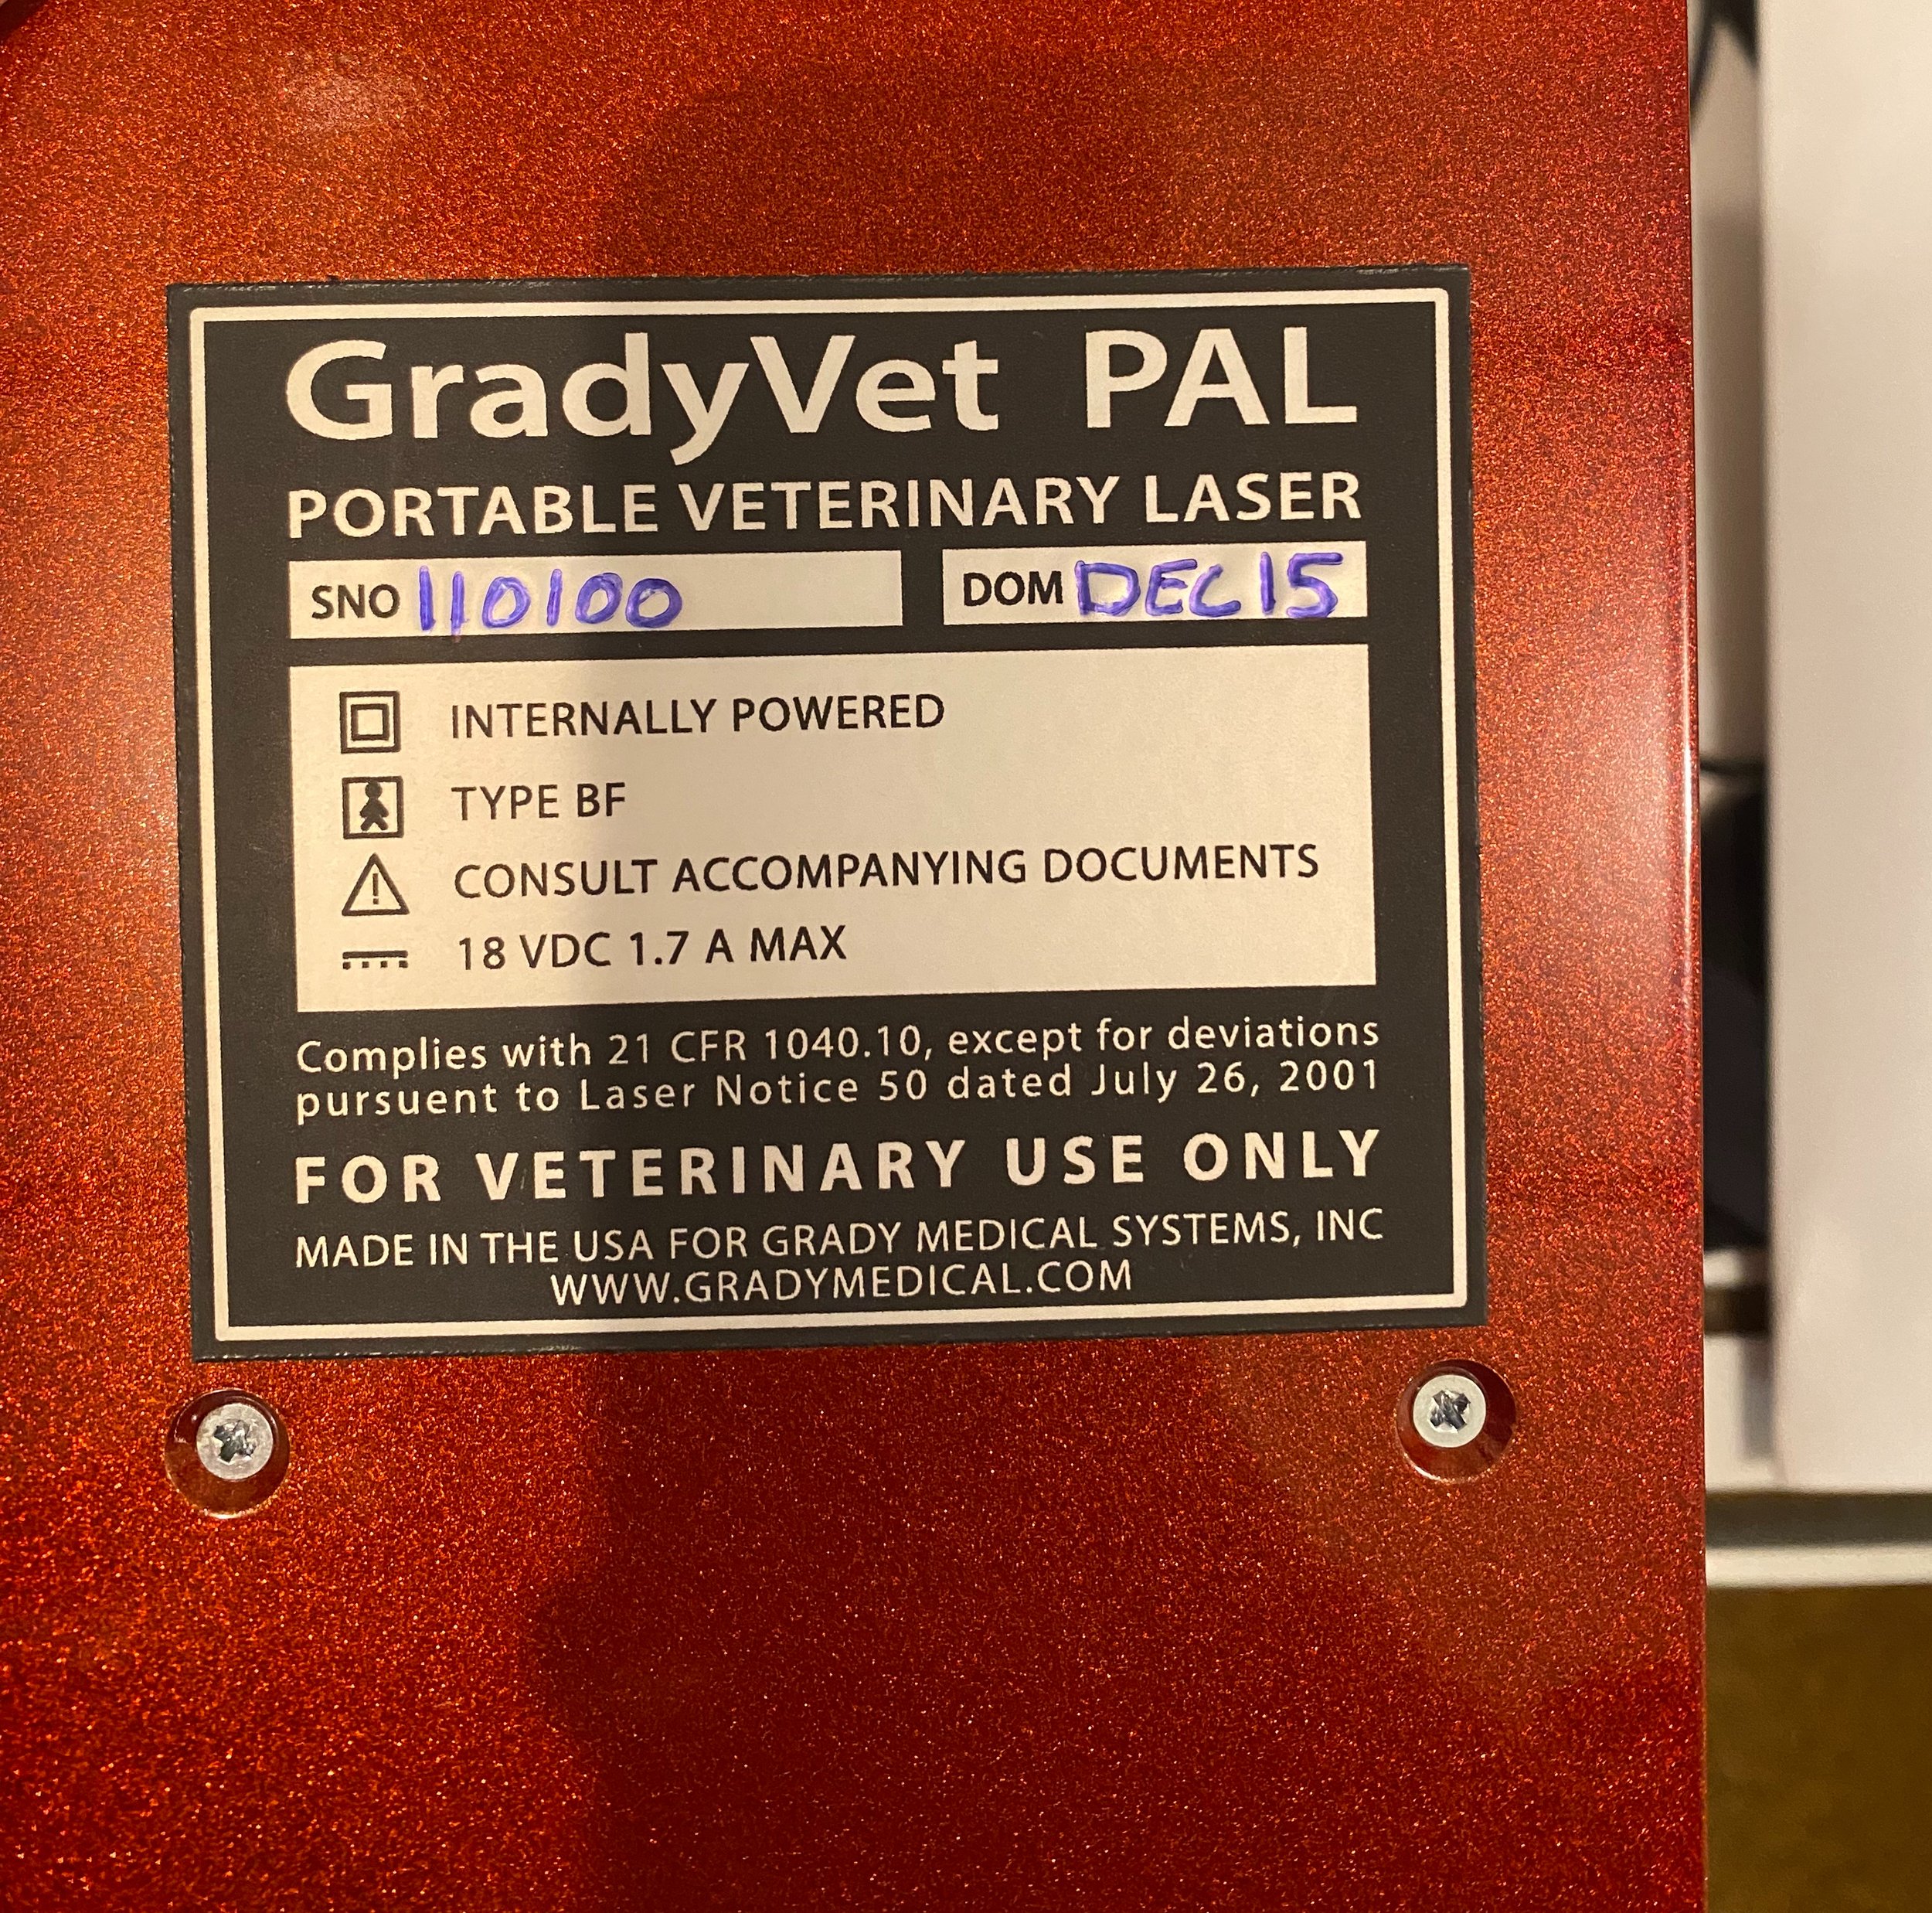 GradyVet PAL
PORTABLE VETERINARY LASER
SNO 110100 DOM DEC 15
INTERNALLY POWERED
TYPE BF
CONSULT ACCOMPANYING DOCUMENTS
18 VDC 1.7 A MAX
Complies with 21 CFR 1040.10, except for deviations
pursuent to Laser Notice 50 dated July 26, 2001
FOR VETERINARY USE ONLY
MADE IN THE USA FOR GRADY MEDICAL SYSTEMS, INC
WWW.GRADYMEDICAL.COM